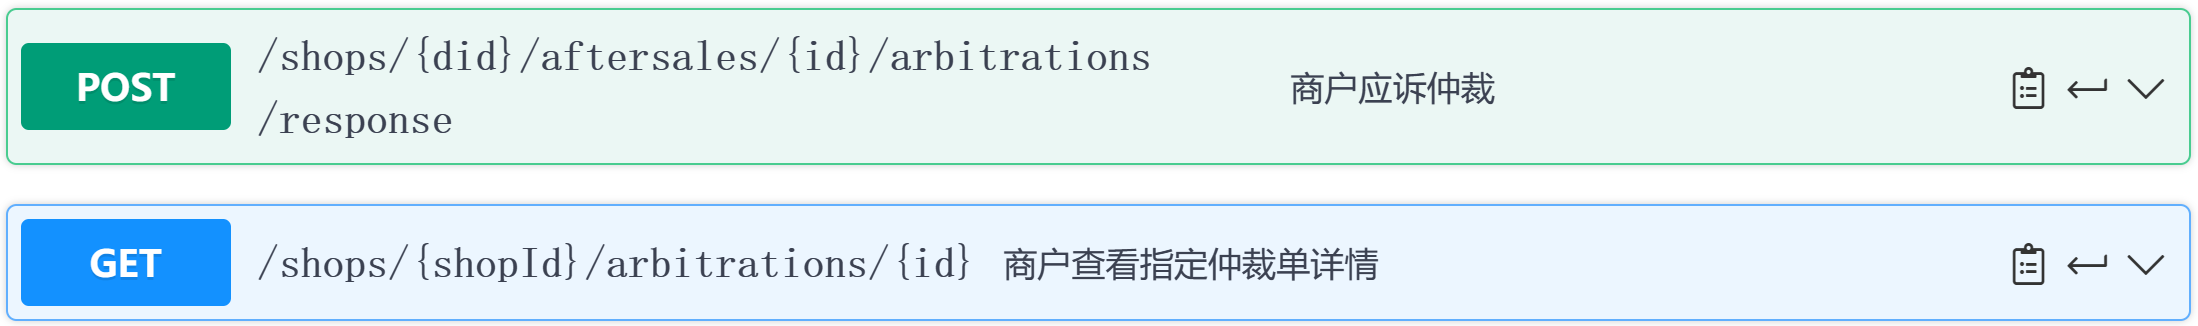 POST /shops/{did}/aftersales/{id}/arbitrations
/response 商户应诉仲裁
GET /shops/{shopId}/arbitrations/{id} 商户查看指定仲裁单详情